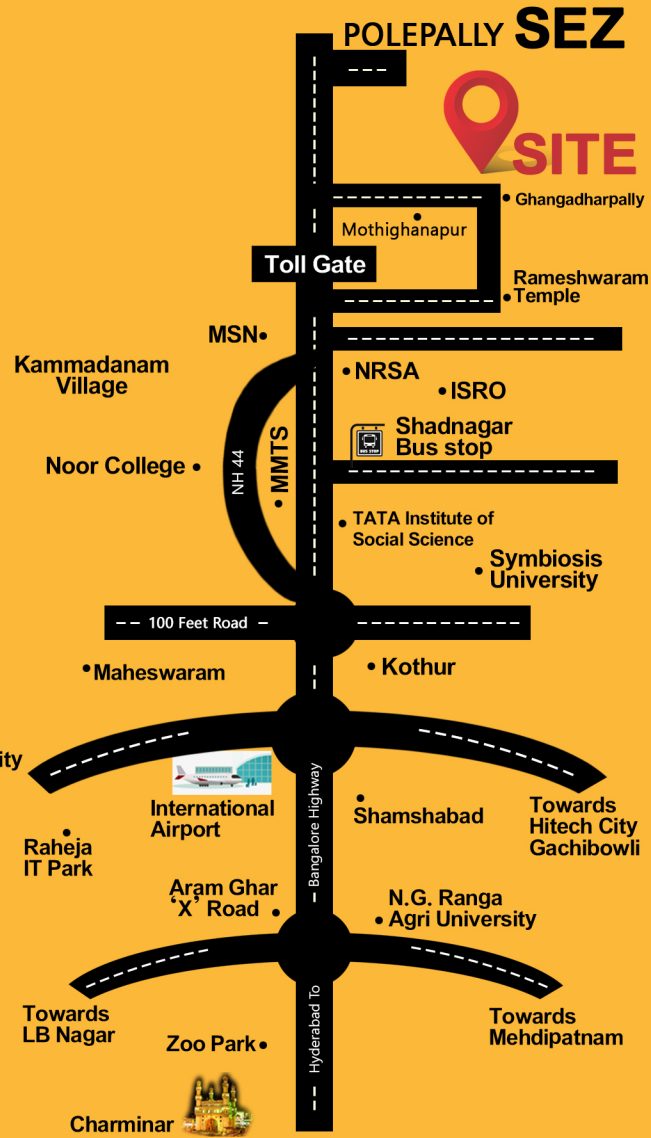 POLEPALLY SEZ
SITE
Ghangadharpally
Mothighanapur
Toll Gate
Rameshwaram
Temple
MSN
Kammadanam
Village
NRSA
ISRO
Shadnagar
Bus stop
BUS STOP
Noor College
NH 44
MMTS
TATA Institute of
Social Science
Symbiosis
University
100 Feet Road
Maheswaram
Kothur
ity
International
Airport
Bangalore Highway
Shamshabad
Towards
Hitech City
Gachibowli
Raheja
IT Park
Aram Ghar
‘X’ Road
N.G. Ranga
Agri University
Towards
LB Nagar
Hyderabad To
Towards
Mehdipatnam
Zoo Park
Charminar